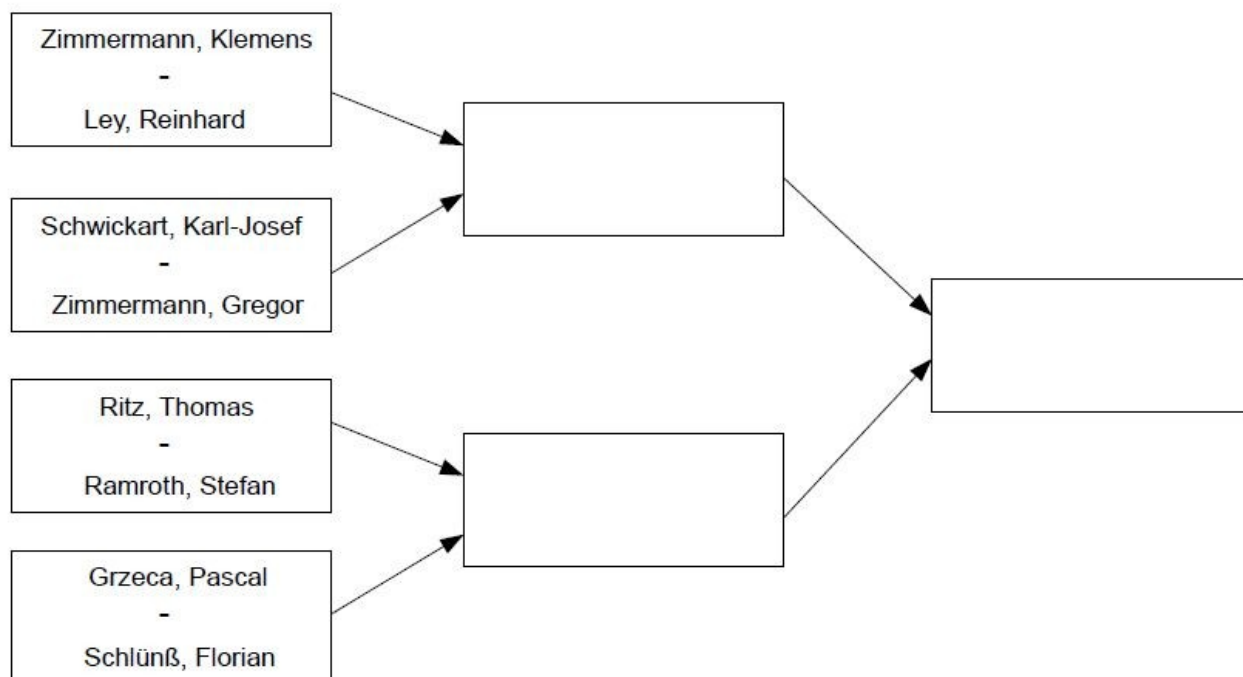 Zimmermann, Klemens
-
Ley, Reinhard
Schwickart, Karl-Josef
-
Zimmermann, Gregor
Ritz, Thomas
-
Ramroth, Stefan
Grzeca, Pascal
-
Schlünß, Florian